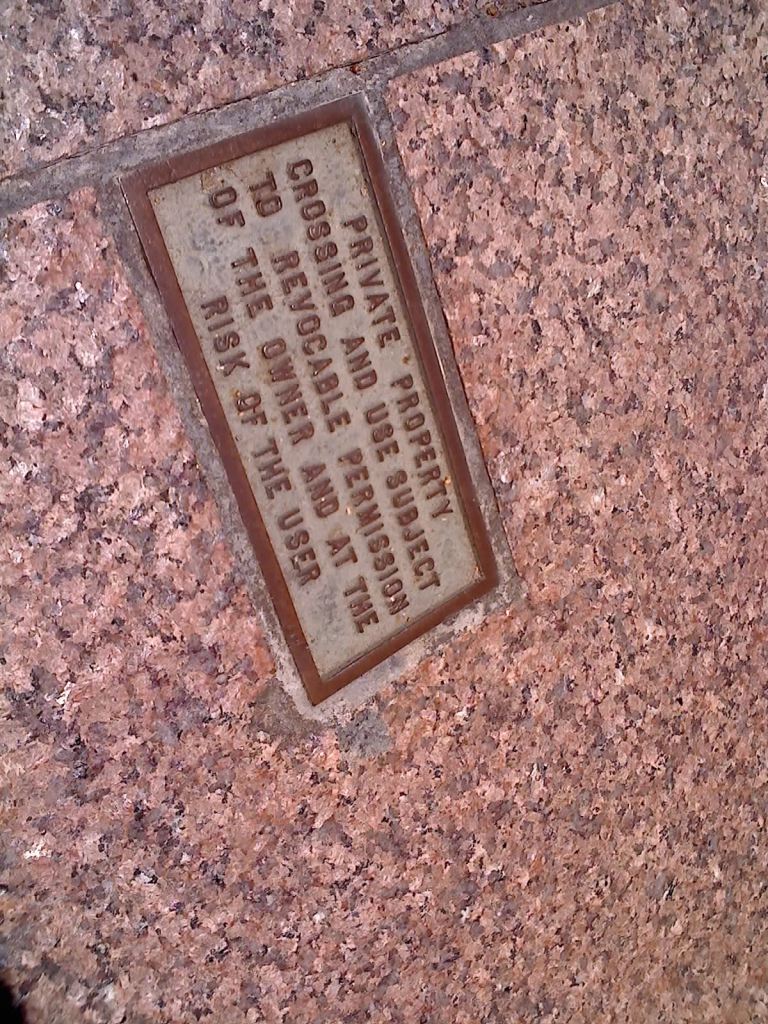 PRIVATE PROPERTY
CROSSING AND USE SUBJECT
TO REVOCABLE PERMISSION
OF THE OWNER AND AT THE
RISK OF THE USER